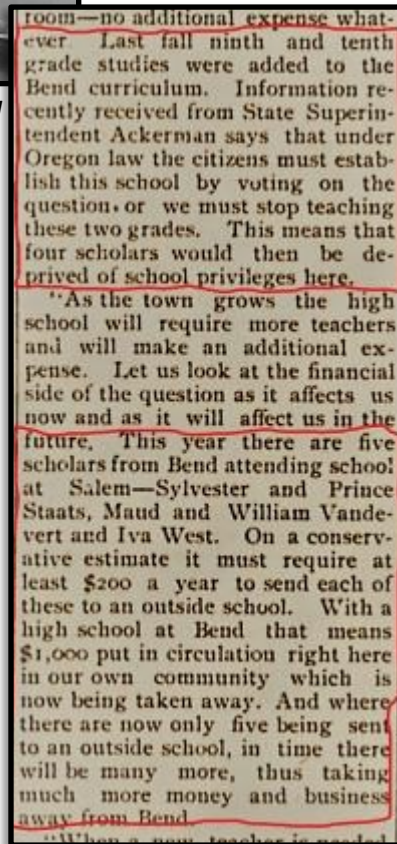 room—no additional expense what-
ever Last fall ninth and tenth
grade studies were added to the
Bend curriculum. Information re-
cently received from State Superin-
tendent Ackerman says that under
Oregon law the citizens must estab-
lish this school by voting on the
question, or we must stop teaching
these two grades. This means that
four scholars would then be de-
prived of school privileges here.
"As the town grows the high
school will require more teachers
and will make an additional ex-
pense. Let us look at the financial
side of the question as it affects us
now and as it will affect us in the
future. This year there are five
scholars from Bend attending school
at Salem—Sylvester and Prince
Staats, Maud and William Vande-
vert and Iva West. On a conserv-
ative estimate it must require at
least $200 a year to send each of
these to an outside school. With a
high school at Bend that means
$1,000 put in circulation right here
in our own community which is
now being taken away. And where
there are now only five being sent
to an outside school, in time there
will be many more, thus taking
much more money and business
away from Bend.
"When a new teacher is needed